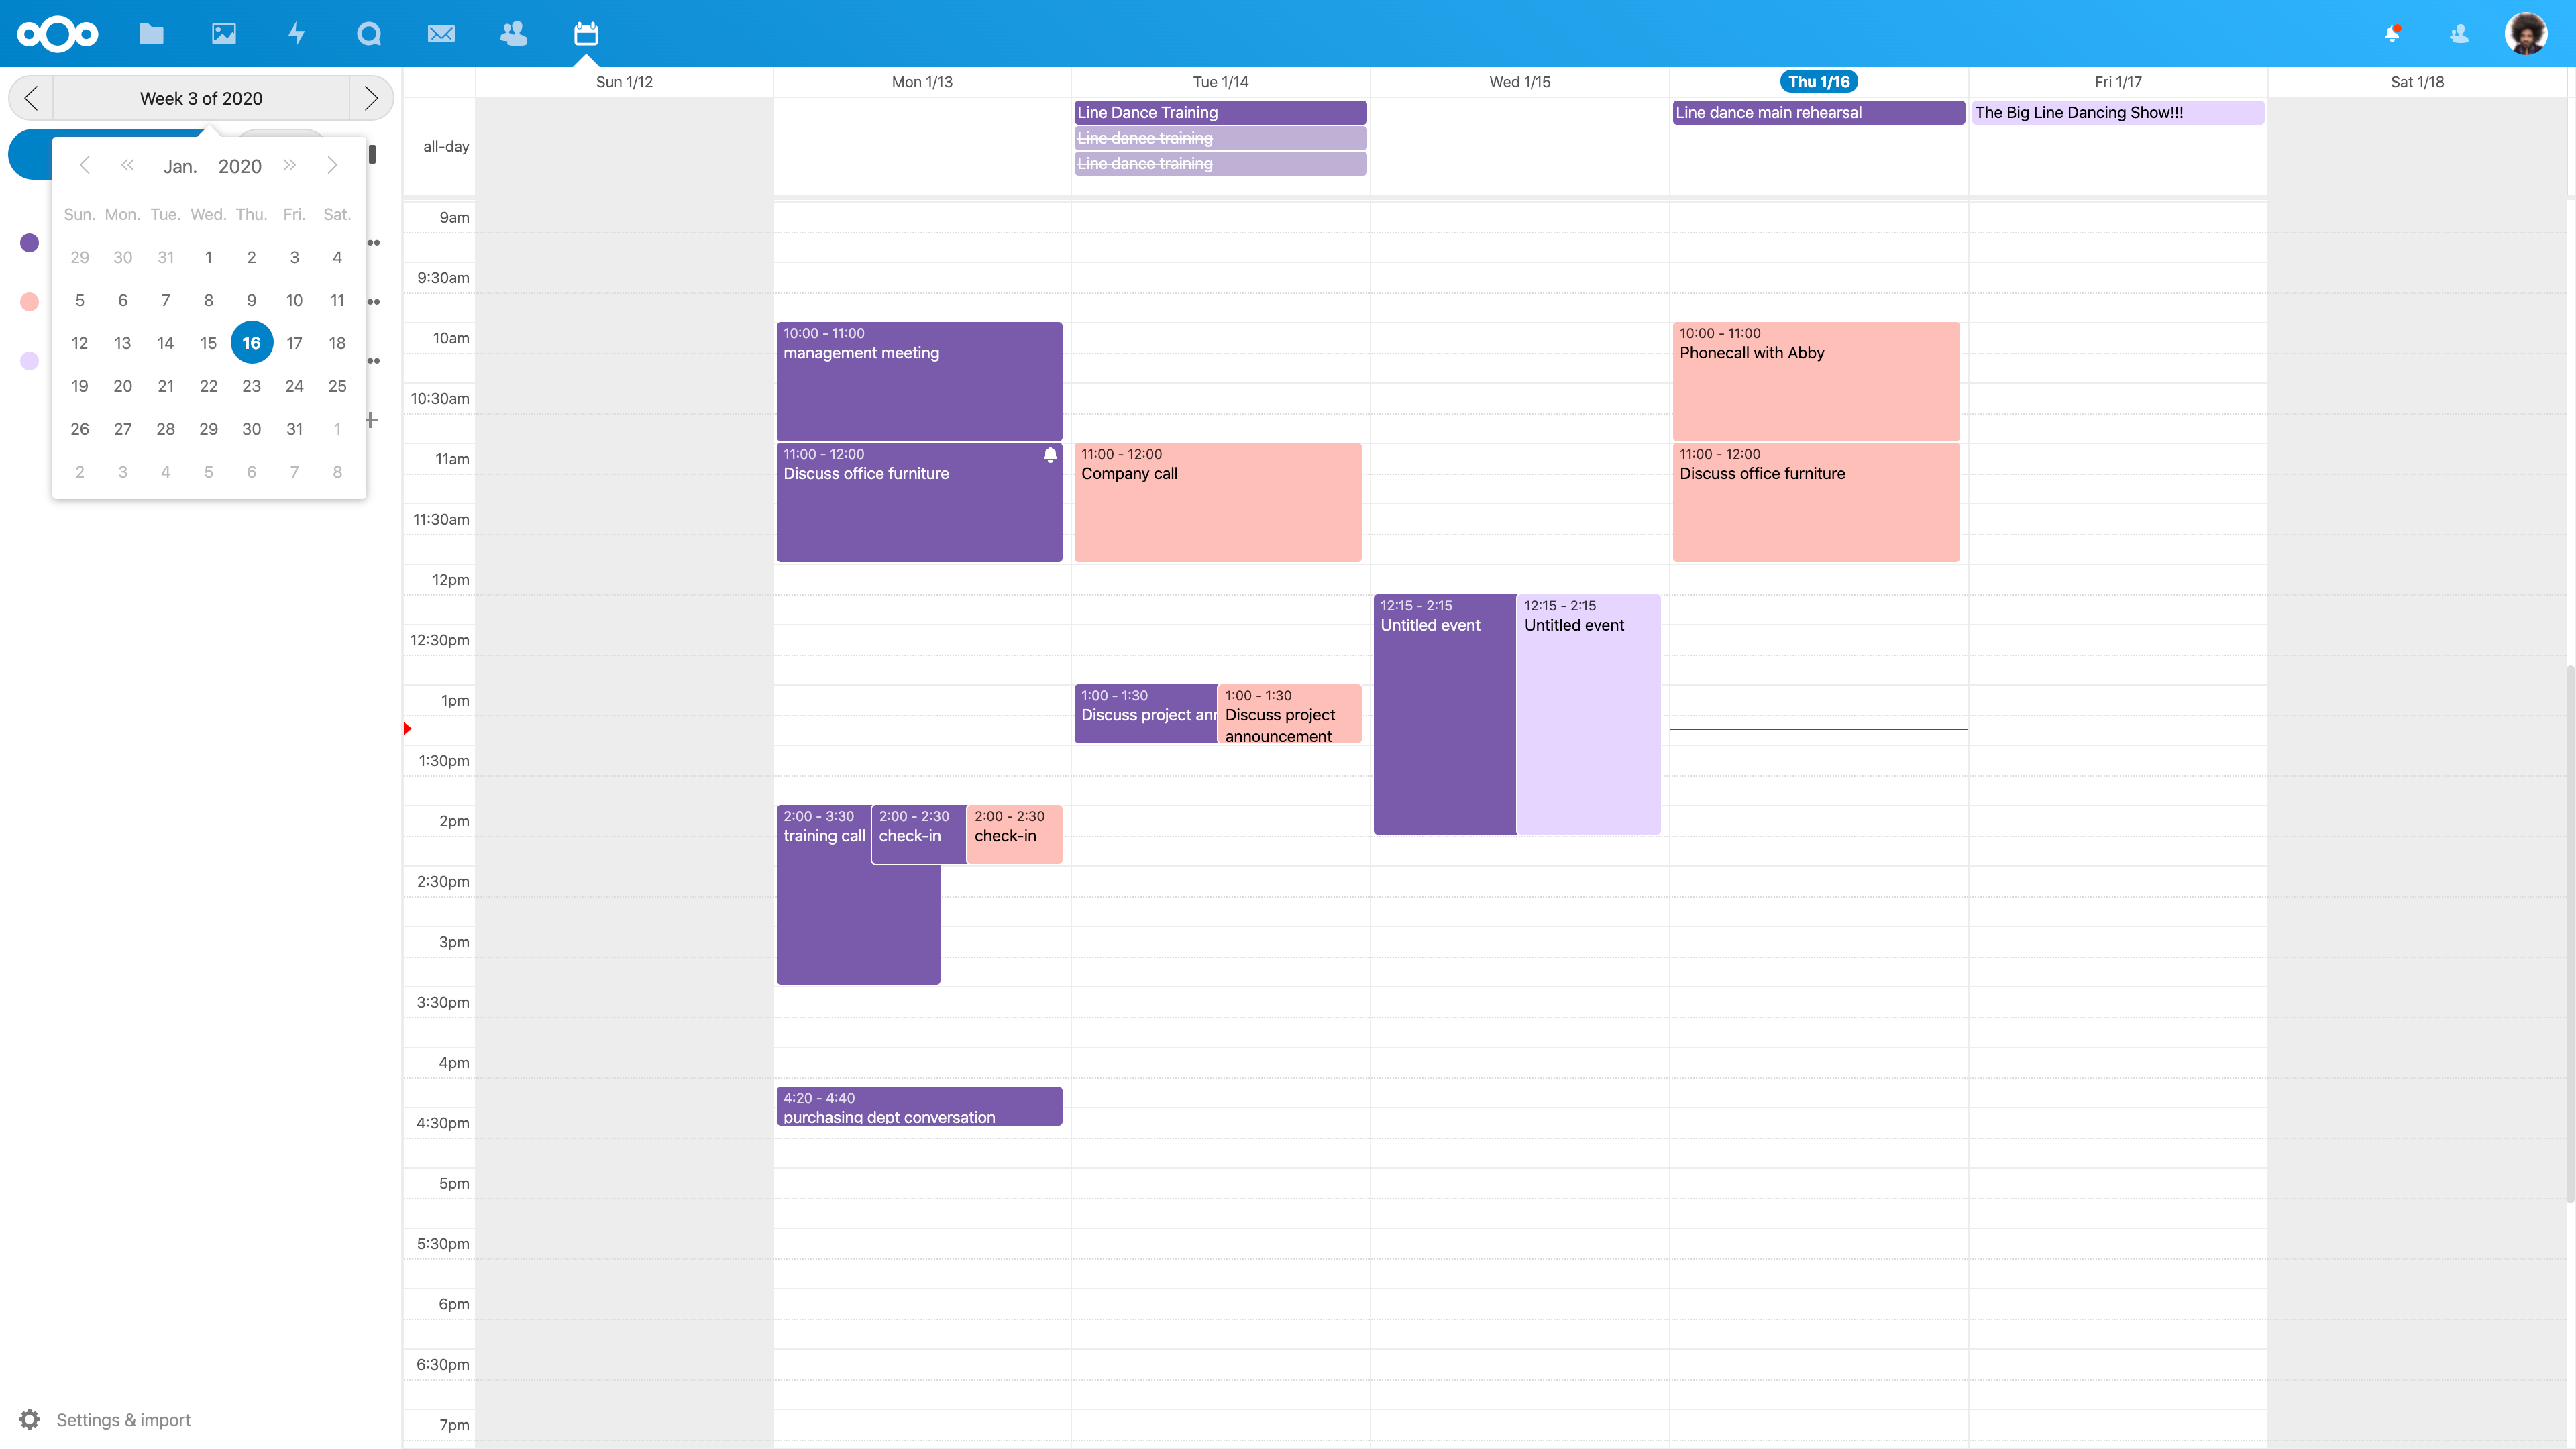 Week 3 of 2020
Jan. 2020
Sun. Mon. Tue. Wed. Thu. Fri. Sat.
29 30 31 1 2 3 4
5 6 7 8 9 10 11
12 13 14 15 16 17 18
19 20 21 22 23 24 25
26 27 28 29 30 31 1
2 3 4 5 6 7 8
Settings & import
Sun 1/12 Mon 1/13 Tue 1/14 Wed 1/15 Thu 1/16 Fri 1/17 Sat 1/18
all-day
Line Dance Training
Line dance training
Line dance training
Line dance main rehearsal
The Big Line Dancing Show!!!
9am
9:30am
10am
10:30am
11am
11:30am
12pm
12:30pm
1pm
1:30pm
2pm
2:30pm
3pm
3:30pm
4pm
4:30pm
5pm
5:30pm
6pm
6:30pm
7pm
10:00 - 11:00
management meeting
11:00 - 12:00
Discuss office furniture
2:00 - 3:30
training call
2:00 - 2:30
check-in
2:00 - 2:30
check-in
4:20 - 4:40
purchasing dept conversation
11:00 - 12:00
Company call
1:00 - 1:30
Discuss project
1:00 - 1:30
Discuss project
announcement
12:15 - 2:15
Untitled event
12:15 - 2:15
Untitled event
10:00 - 11:00
Phonecall with Abby
11:00 - 12:00
Discuss office furniture